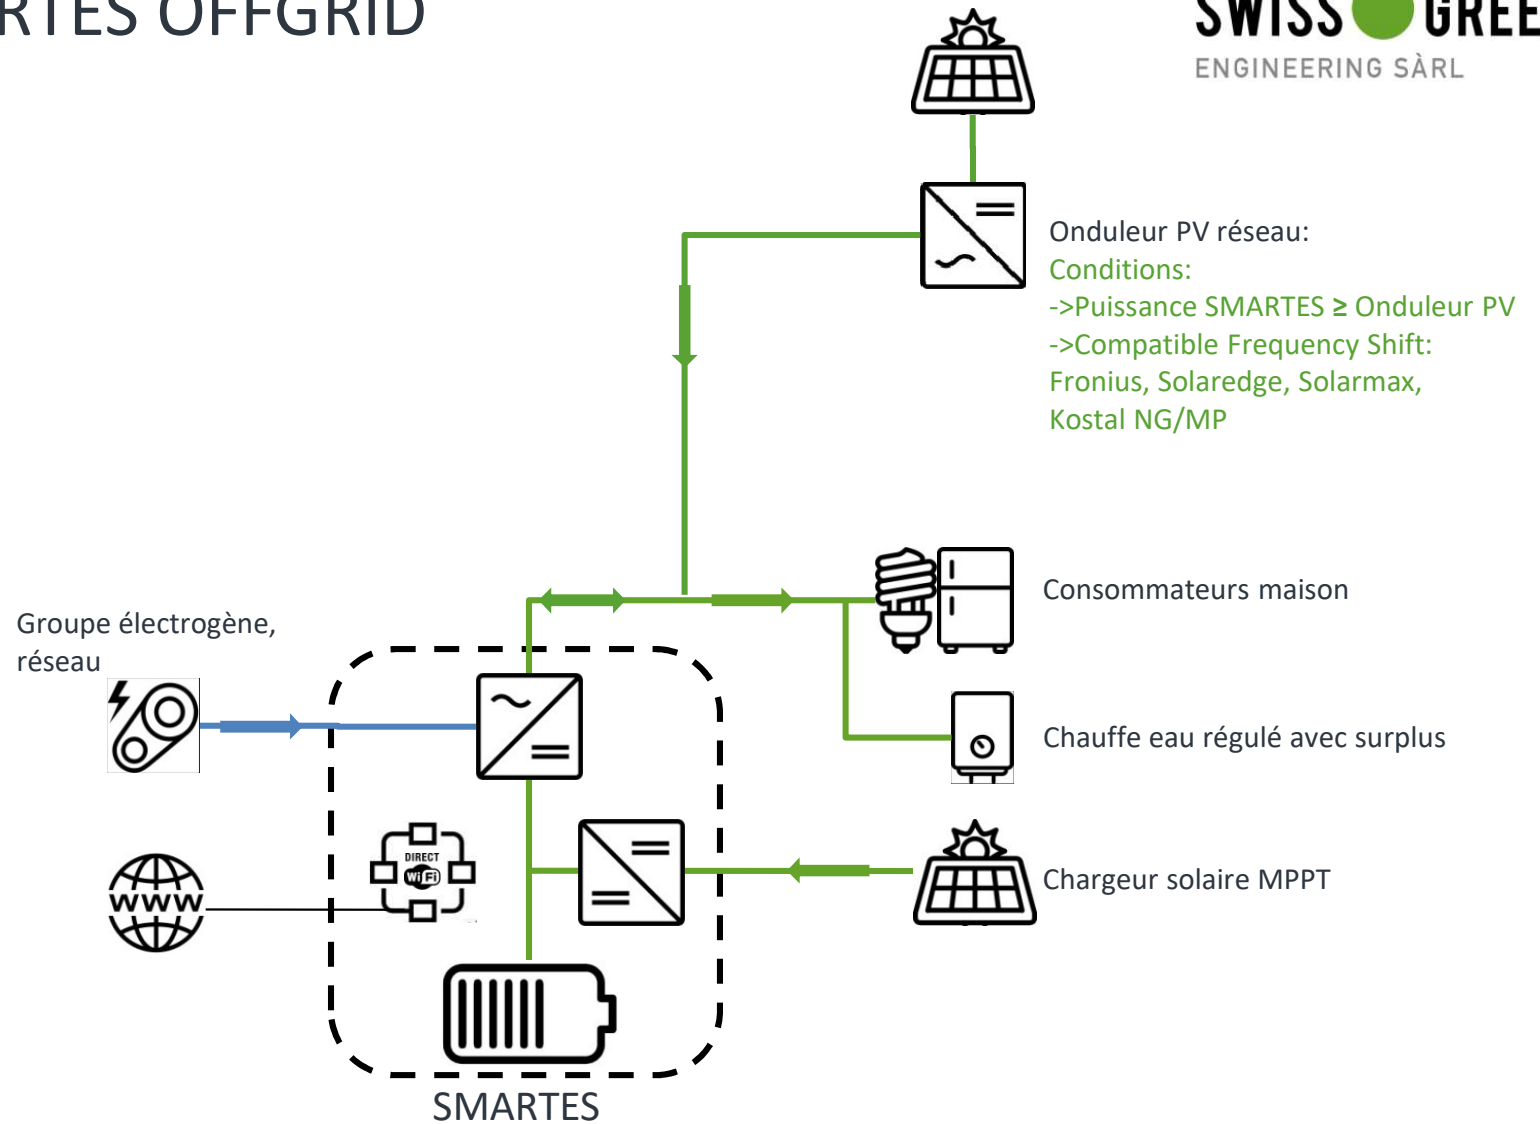 RTES OFFGRID
SWISS GREE
ENGINEERING SÀRL
Onduleur PV réseau:
Conditions:
->Puissance SMARTES ≥ Onduleur PV
->Compatible Frequency Shift:
Fronius, Solaredge, Solarmax,
Kostal NG/MP
Consommateurs maison
Groupe électrogène,
réseau
Chauffe eau régulé avec surplus
DIRECT
WiFi
WWW
Chargeur solaire MPPT
SMARTES